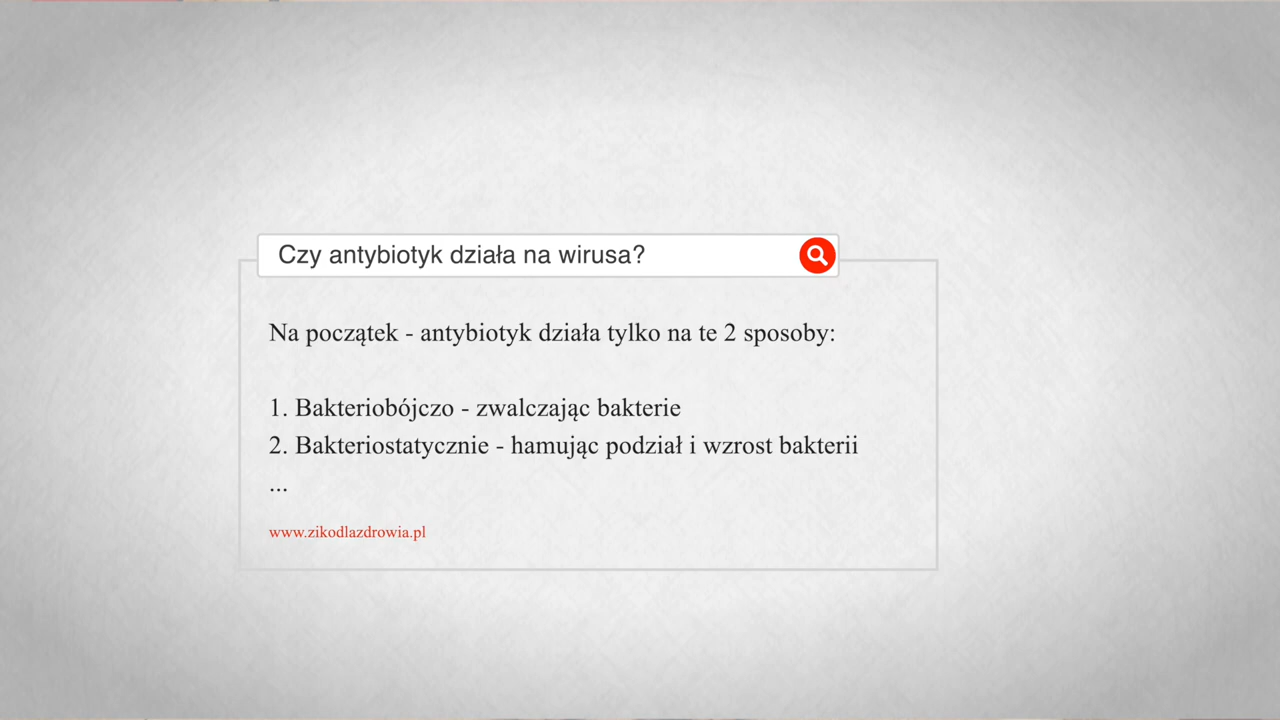 Czy antybiotyk działa na wirusa?
Na początek - antybiotyk działa tylko na te 2 sposoby:
1. Bakteriobójczo - zwalczając bakterie
2. Bakteriostatycznie - hamując podział i wzrost bakterii
...
www.zikodlazdrowia.pl